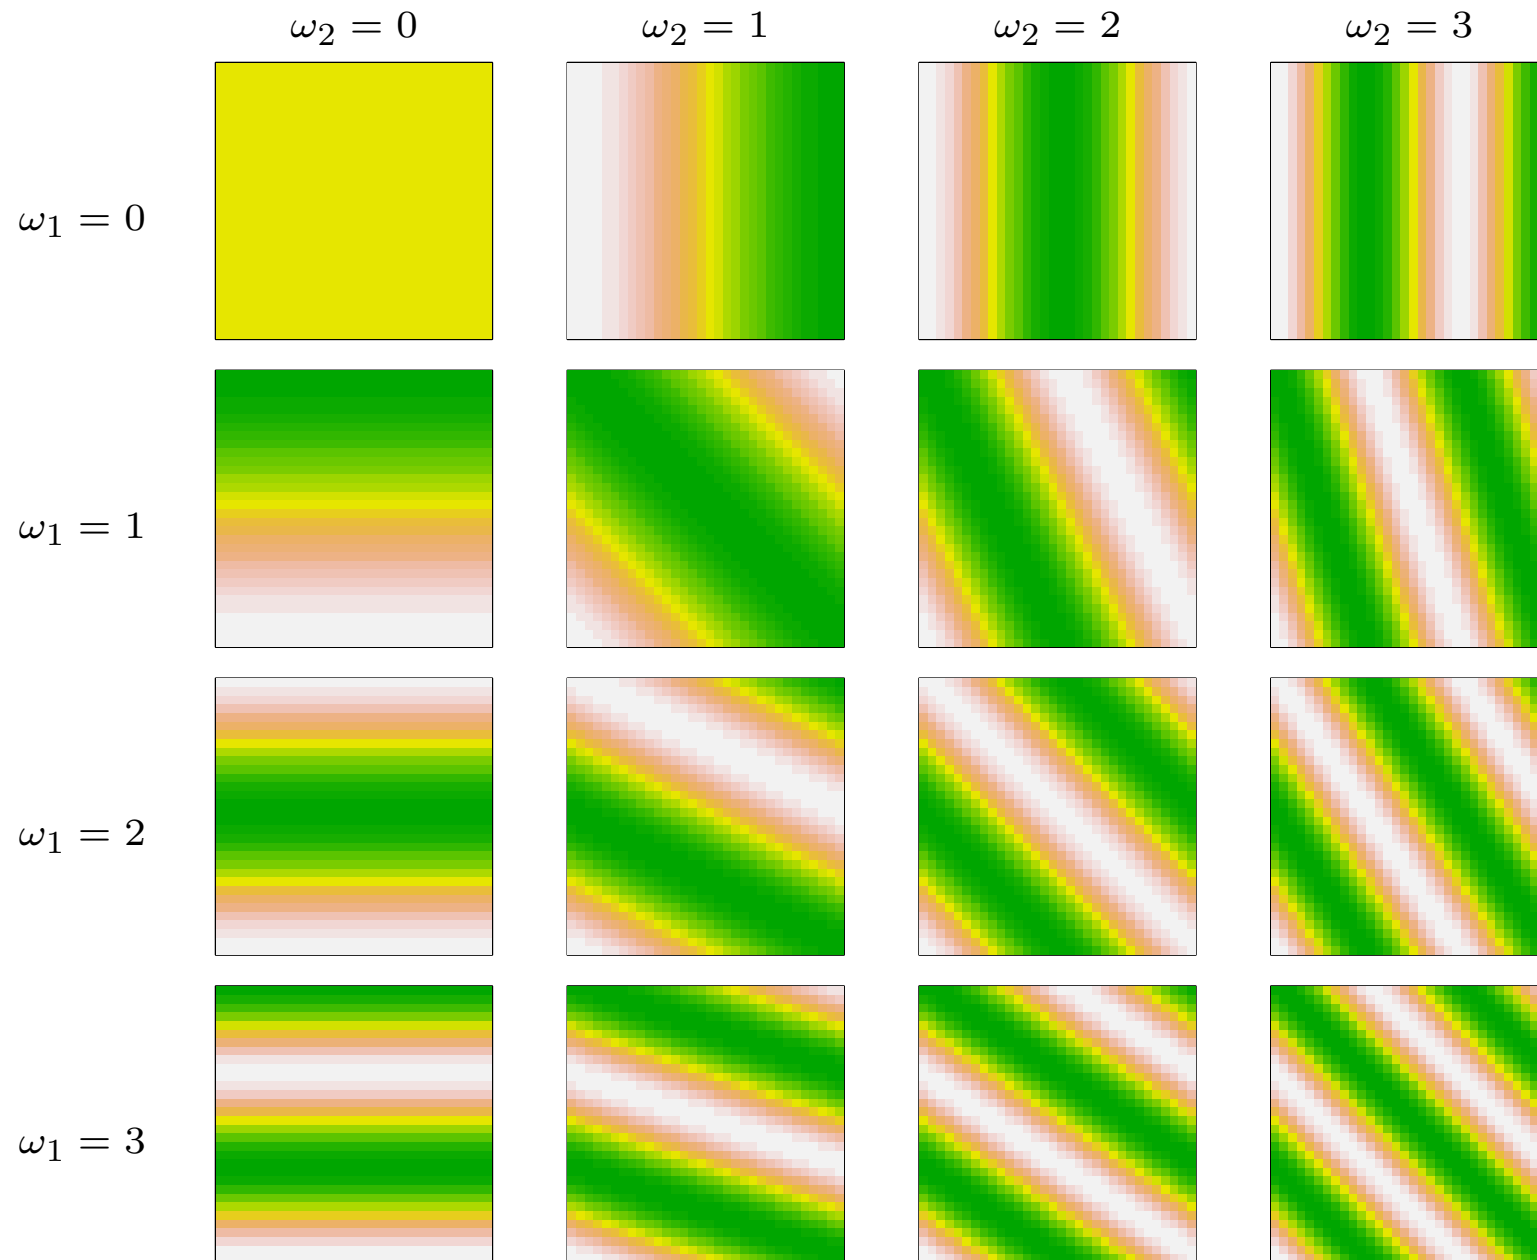 ω₂ = 0 ω₂ = 1 ω₂ = 2 ω₂ = 3
ω₁ = 0
ω₁ = 1
ω₁ = 2
ω₁ = 3